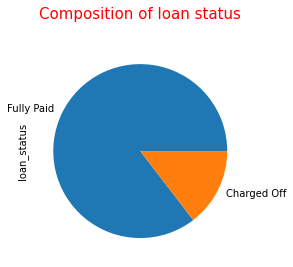 Composition of loan status
Fully Paid
loan_status
Charged Off